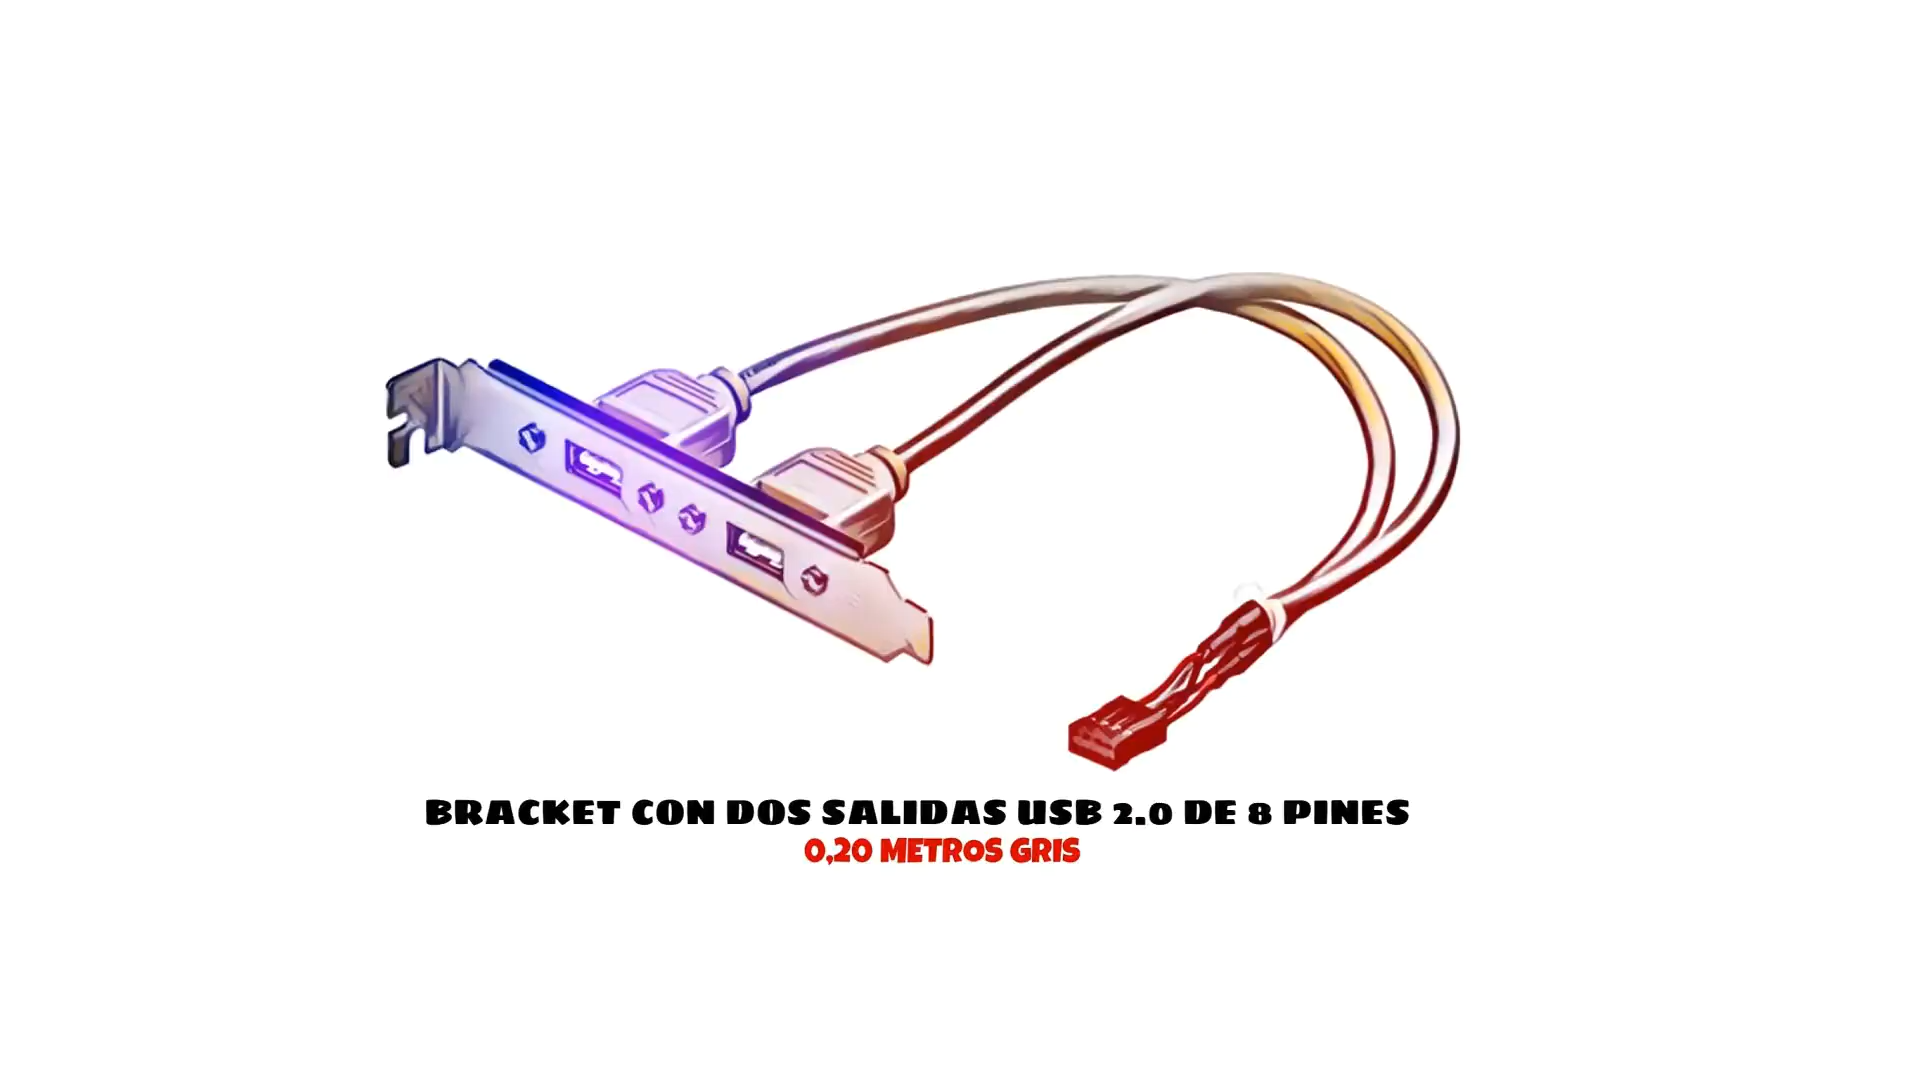 BRACKET CON DOS SALIDAS USB 2.0 DE 8 PINES
0,20 METROS GRIS